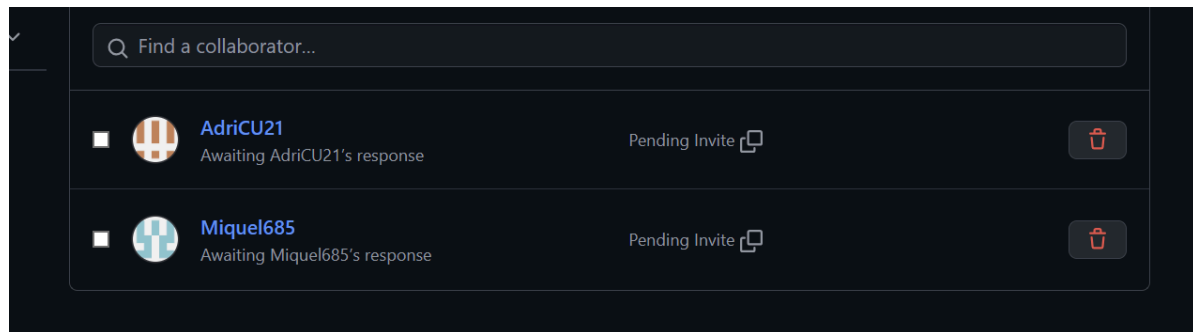 Find a collaborator...
AdriCU21
Awaiting AdriCU21's response
Pending Invite
Miquel685
Awaiting Miquel685's response
Pending Invite